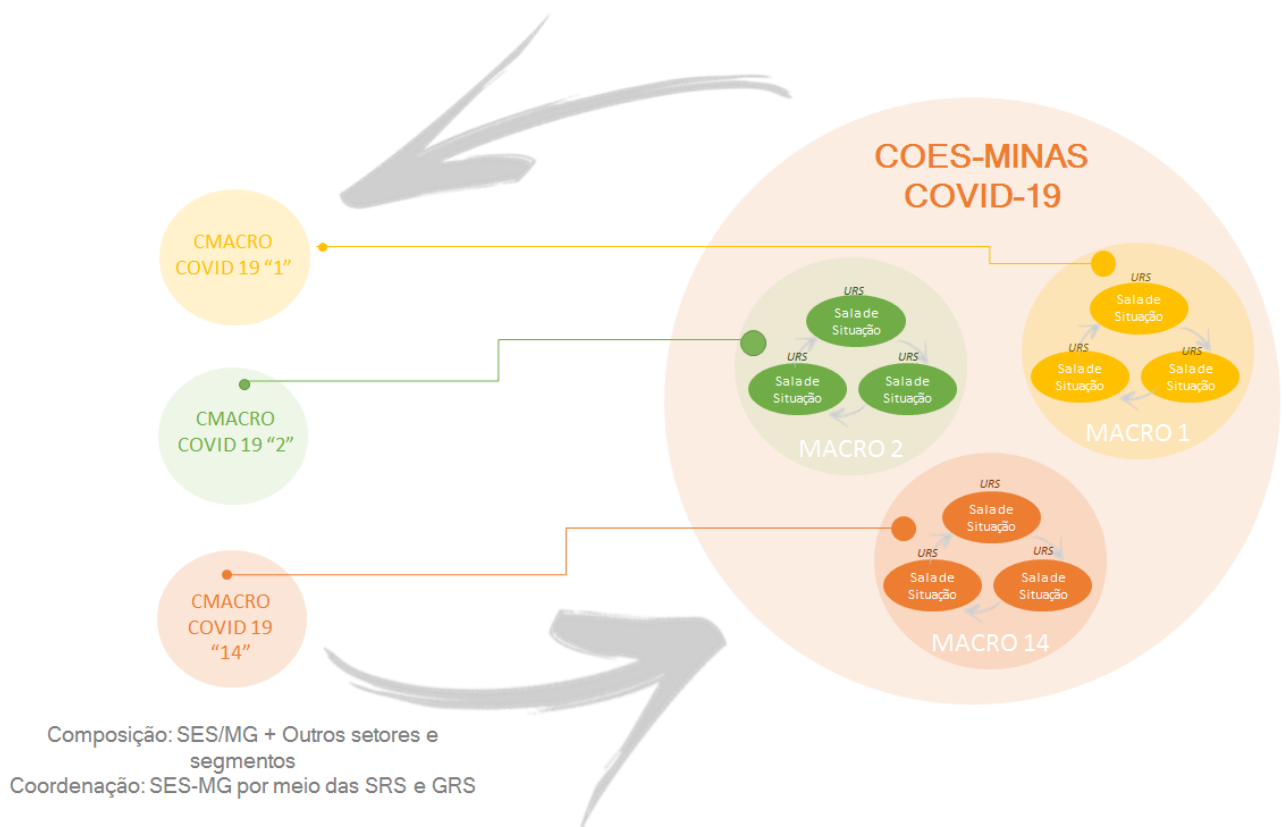 COES-MINAS
COVID-19
CMACRO
COVID 19 “1”
CMACRO
COVID 19 “2”
CMACRO
COVID 19
“14”
URS
Sala de
Situação
URS
Sala de
Situação
URS
Sala de
Situação
MACRO 1
URS
Sala de
Situação
URS
Sala de
Situação
URS
Sala de
Situação
MACRO 2
URS
Sala de
Situação
URS
Sala de
Situação
URS
Sala de
Situação
MACRO 14
Composição: SES/MG + Outros setores e
segmentos
Coordenação: SES-MG por meio das SRS e GRS